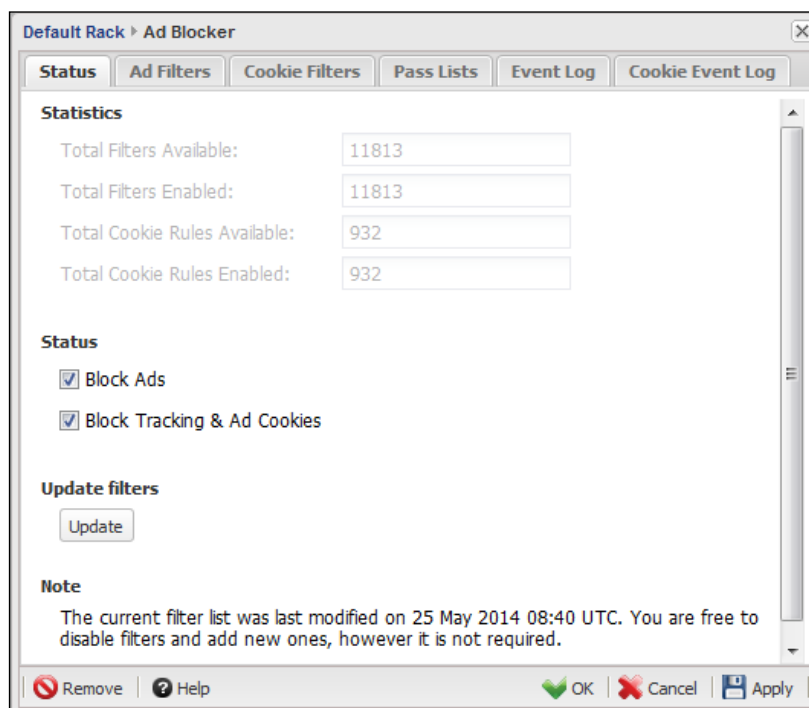 Default Rack Ad Blocker
Status Ad Filters Cookie Filters Pass Lists Event Log Cookie Event Log
Statistics
Total Filters Available: 11813
Total Filters Enabled: 11813
Total Cookie Rules Available: 932
Total Cookie Rules Enabled: 932
Status
Block Ads
Block Tracking & Ad Cookies
Update filters
Update
Note
The current filter list was last modified on 25 May 2014 08:40 UTC. You are free to
disable filters and add new ones, however it is not required.
Remove Help OK Cancel Apply